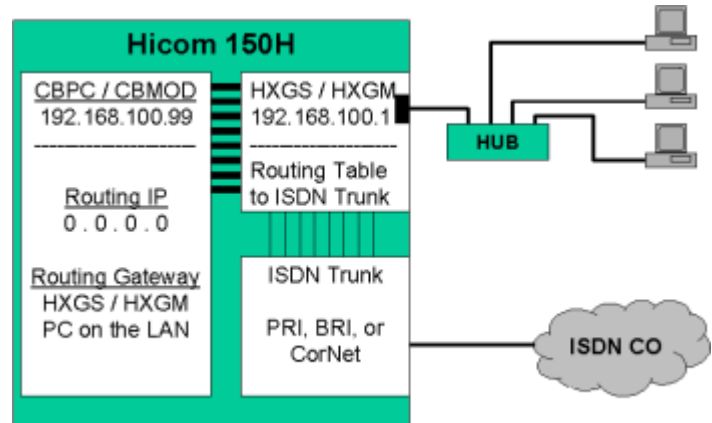 Hicom 150H
CBPC / CBMOD
192.168.100.99
----------------------
Routing IP
0 . 0 . 0 . 0
Routing Gateway
HXGS / HXGM
PC on the LAN
HXGS / HXGM
192.168.100.1
--------------------
Routing Table
to ISDN Trunk
ISDN Trunk
PRI, BRI, or
CorNet
HUB
ISDN CO